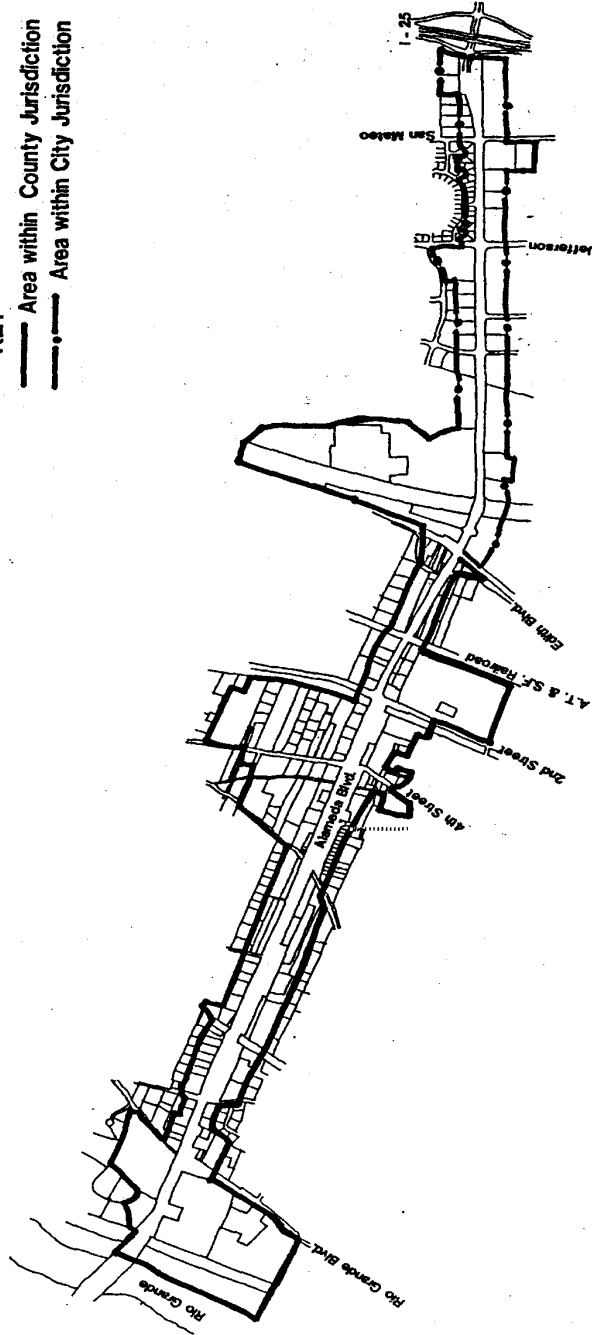 KEY
Area within County Jurisdiction
Area within City Jurisdiction
I - 25
San Mateo
Jefferson
Edith Blvd.
A.T. & S.F. Railroad
2nd Street
4th Street
Alameda Blvd.
Rio Grande Blvd.
Rio Grande